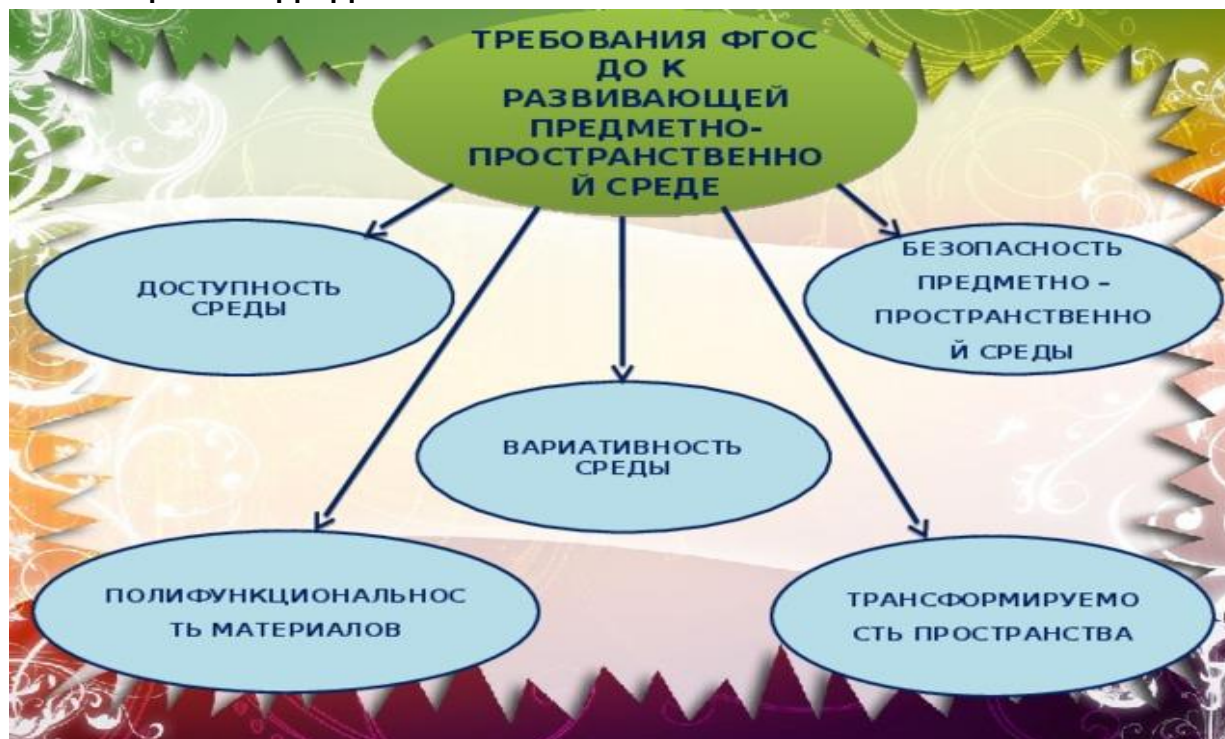 ТРЕБОВАНИЯ ФГОС
ДО К
РАЗВИВАЮЩЕЙ
ПРЕДМЕТНО-
ПРОСТРАНСТВЕННО
Й СРЕДЕ
ДОСТУПНОСТЬ
СРЕДЫ
БЕЗОПАСНОСТЬ
ПРЕДМЕТНО –
ПРОСТРАНСТВЕННО
Й СРЕДЫ
ВАРИАТИВНОСТЬ
СРЕДЫ
ПОЛИФУНКЦИОНАЛЬНОС
ТЬ МАТЕРИАЛОВ
ТРАНСФОРМИРУЕМО
СТЬ ПРОСТРАНСТВА